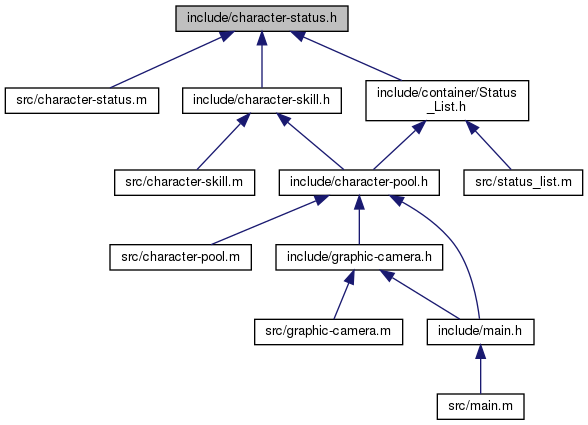 include/character-status.h
src/character-status.m
include/character-skill.h
include/container/Status
_List.h
src/character-skill.m
include/character-pool.h
src/status_list.m
src/character-pool.m
include/graphic-camera.h
src/graphic-camera.m
include/main.h
src/main.m